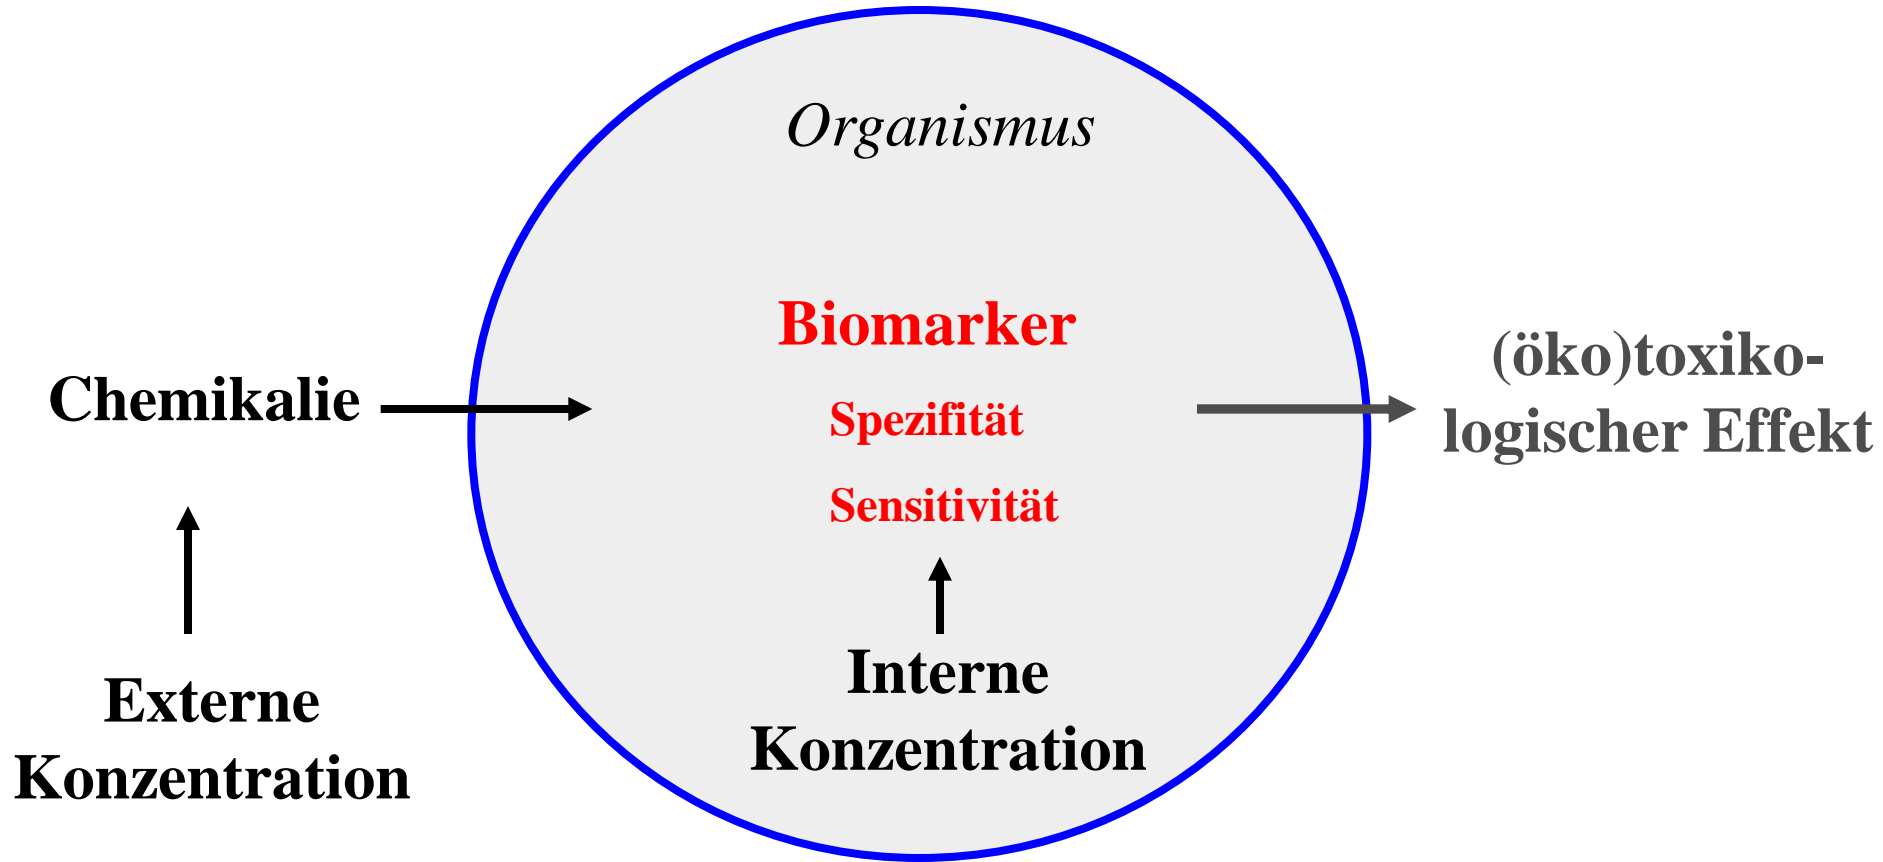 Organismus
Biomarker
Spezifität
Sensitivität
Chemikalie
(öko)toxiko-
logischer Effekt
Externe
Konzentration
Interne
Konzentration